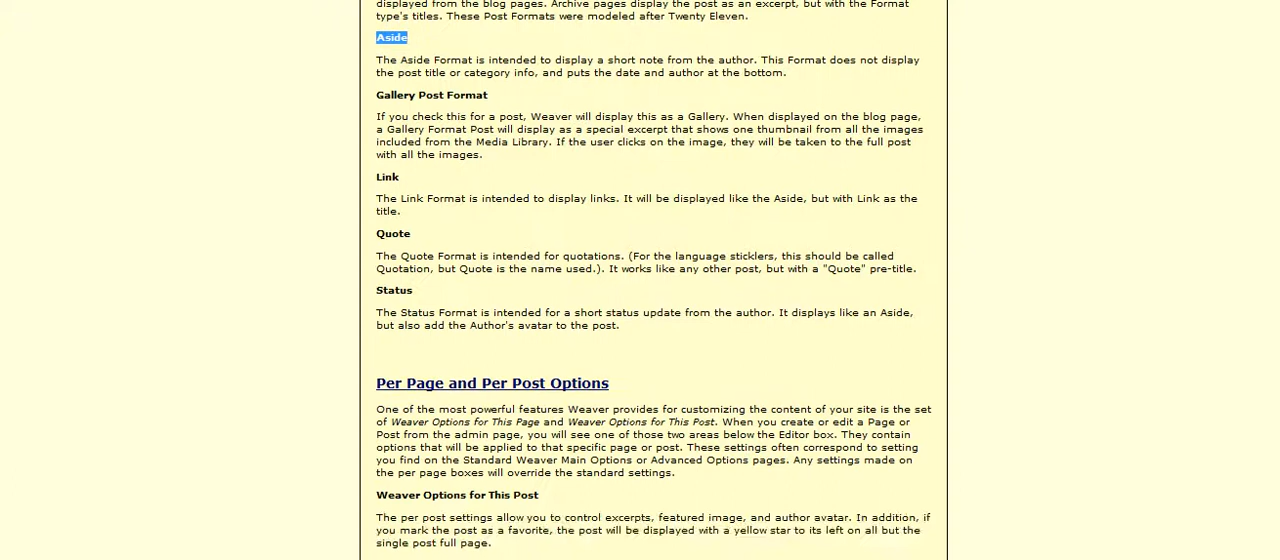 displayed from the blog pages. Archive pages display the post as an excerpt, but with the Format
type's titles. These Post Formats were modeled after Twenty Eleven.
Aside
The Aside Format is intended to display a short note from the author. This Format does not display
the post title or category info, and puts the date and author at the bottom.
Gallery Post Format
If you check this for a post, Weaver will display this as a Gallery. When displayed on the blog page,
a Gallery Format Post will display as a special excerpt that shows one thumbnail from all the images
included from the Media Library. If the user clicks on the image, they will be taken to the full post
with all the images.
Link
The Link Format is intended to display links. It will be displayed like the Aside, but with Link as the
title.
Quote
The Quote Format is intended for quotations. (For the language sticklers, this should be called
Quotation, but Quote is the name used.). It works like any other post, but with a "Quote" pre-title.
Status
The Status Format is intended for a short status update from the author. It displays like an Aside,
but also add the Author's avatar to the post.
Per Page and Per Post Options
One of the most powerful features Weaver provides for customizing the content of your site is the set
of Weaver Options for This Page and Weaver Options for This Post. When you create or edit a Page or
Post from the admin page, you will see one of those two areas below the Editor box. They contain
options that will be applied to that specific page or post. These settings often correspond to setting
you find on the Standard Weaver Main Options or Advanced Options pages. Any settings made on
the per page boxes will override the standard settings.
Weaver Options for This Post
The per post settings allow you to control excerpts, featured image, and author avatar. In addition, if
you mark the post as a favorite, the post will be displayed with a yellow star to its left on all but the
single post full page.